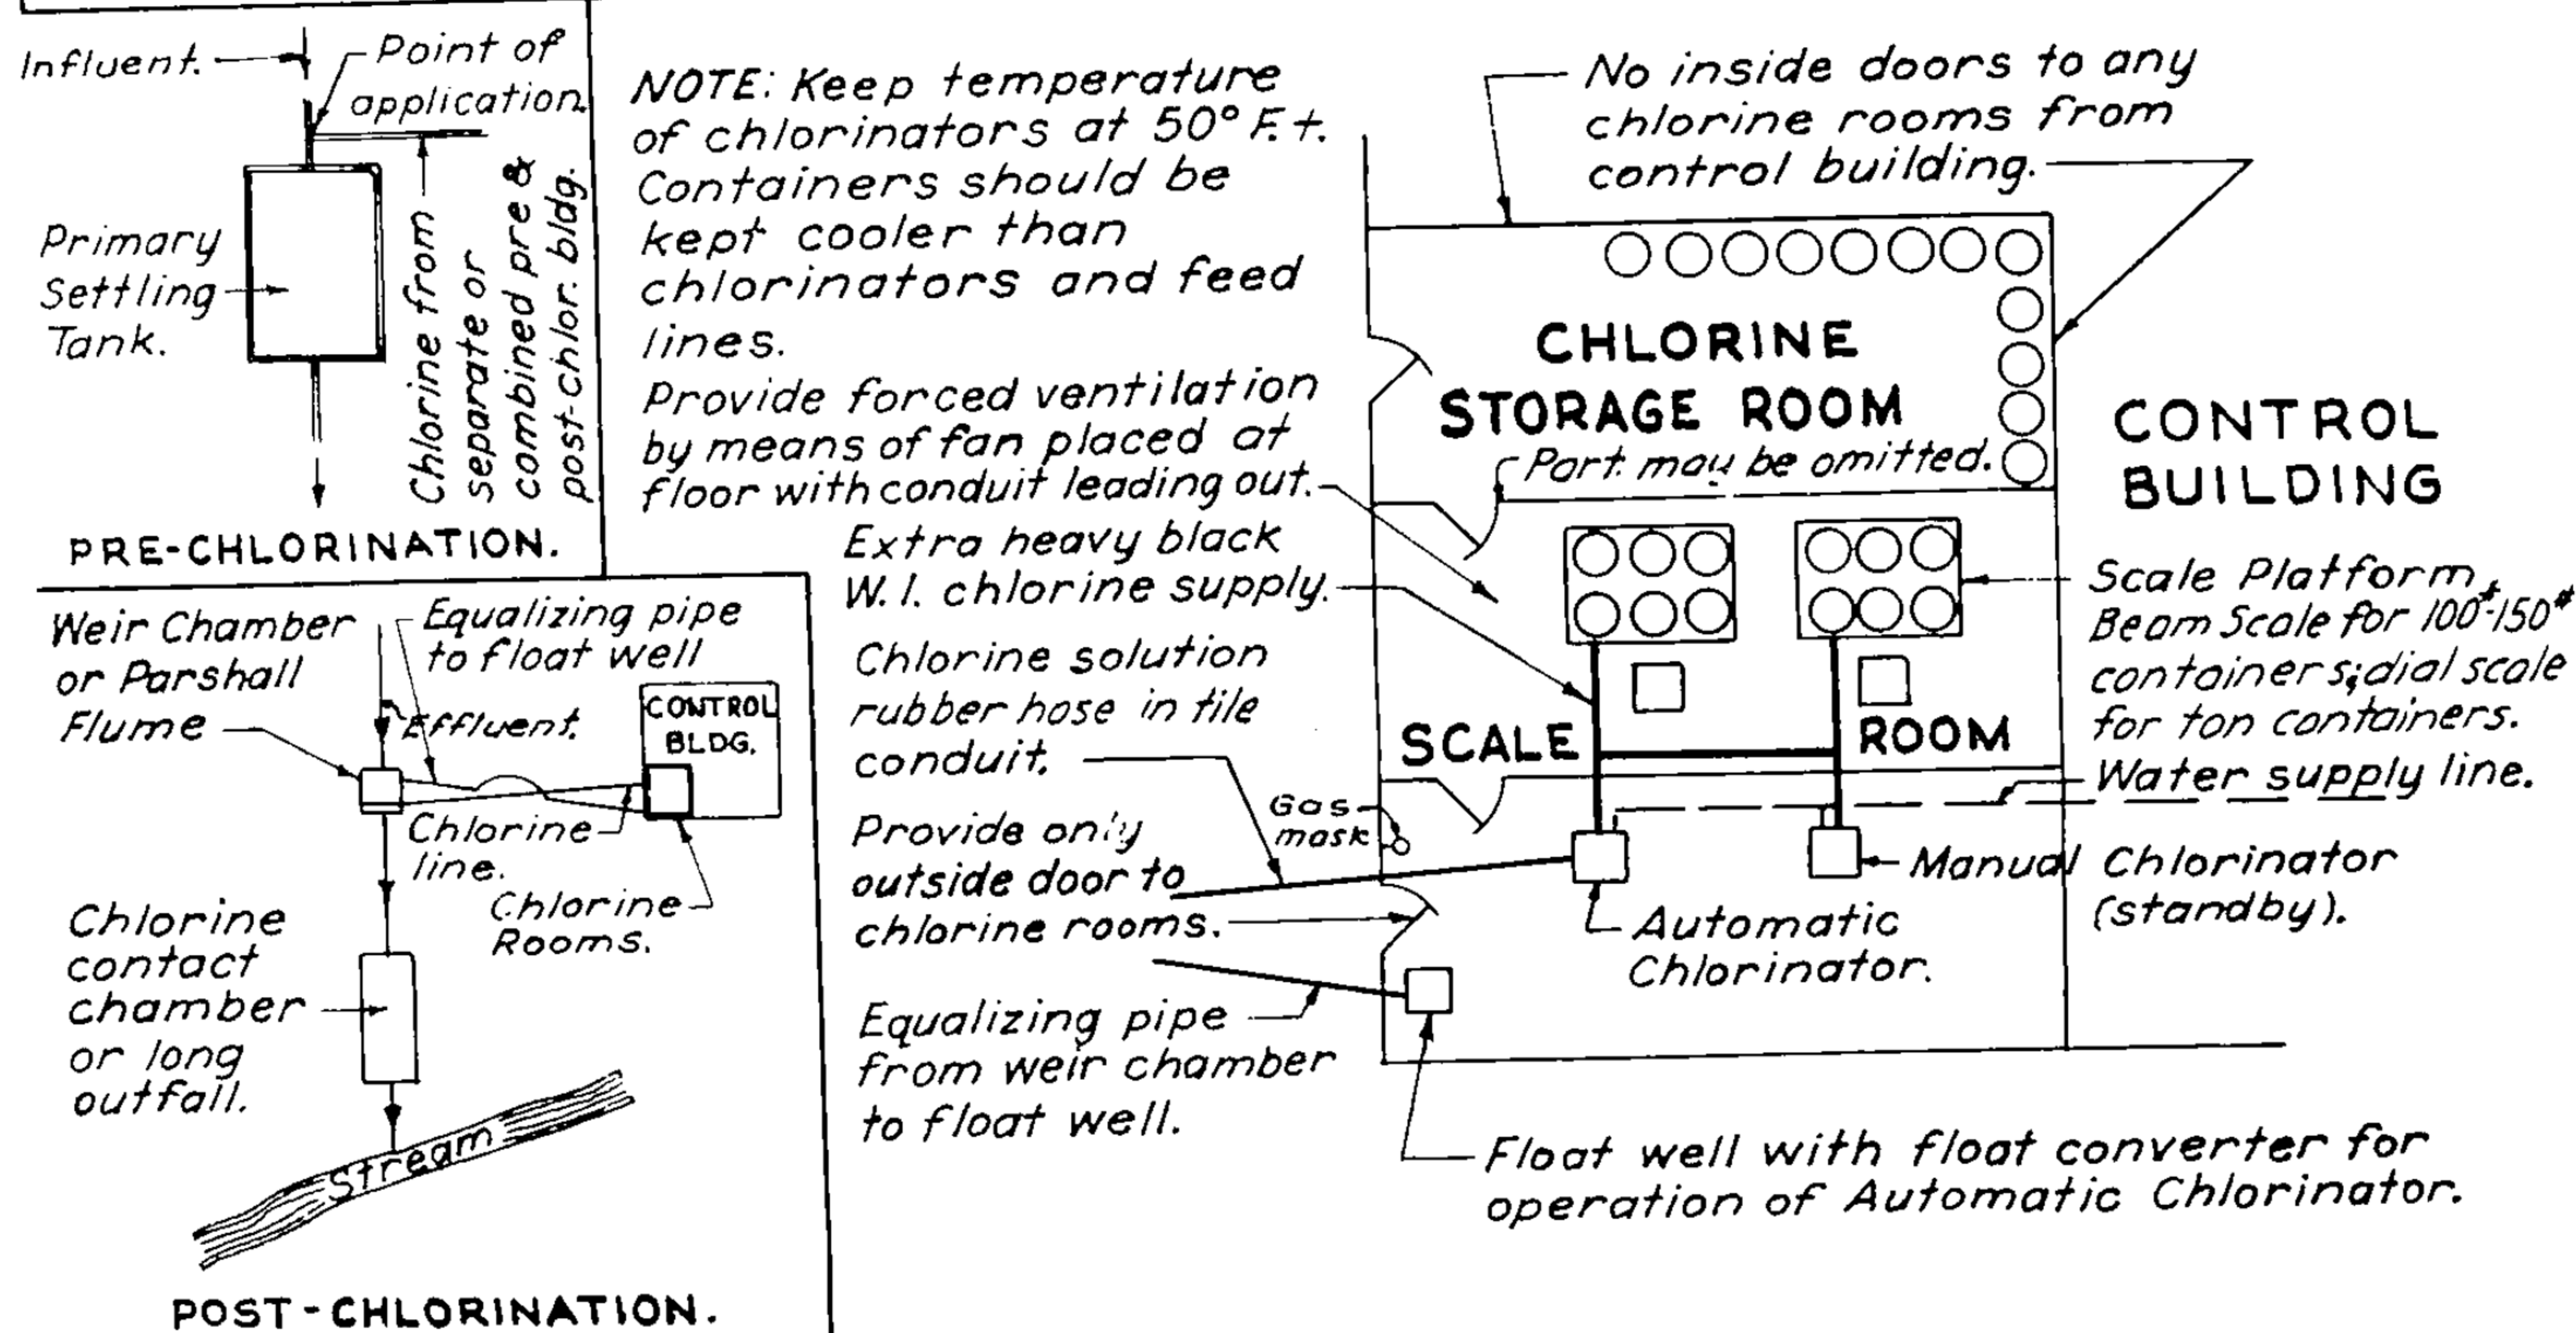 Influent.
Point of
application.
Primary
Settling
Tank.
Chlorine from
separate or
combined pre &
post-chlor. bldg.
PRE-CHLORINATION.
NOTE: Keep temperature
of chlorinators at 50° F. +.
Containers should be
kept cooler than
chlorinators and feed
lines.
Provide forced ventilation
by means of fan placed at
floor with conduit leading out.
Extra heavy black
W. I. chlorine supply.
Chlorine solution
rubber hose in tile
conduit.
Provide only
outside door to
chlorine rooms.
Equalizing pipe
from weir chamber
to float well.
No inside doors to any
chlorine rooms from
control building.
CHLORINE
STORAGE ROOM
Part may be omitted.
CONTROL
BUILDING
Scale Platform,
Beam Scale for 100#-150#
containers; dial scale
for ton containers.
SCALE ROOM
Water supply line.
Gas
mask
Manual Chlorinator
(standby).
Automatic
Chlorinator.
Float well with float converter for
operation of Automatic Chlorinator.
Weir Chamber
or Parshall
Flume
Equalizing pipe
to float well
Effluent.
CONTROL
BLDG.
Chlorine
line.
Chlorine
Rooms.
Chlorine
contact
chamber
or long
outfall.
Stream
POST-CHLORINATION.